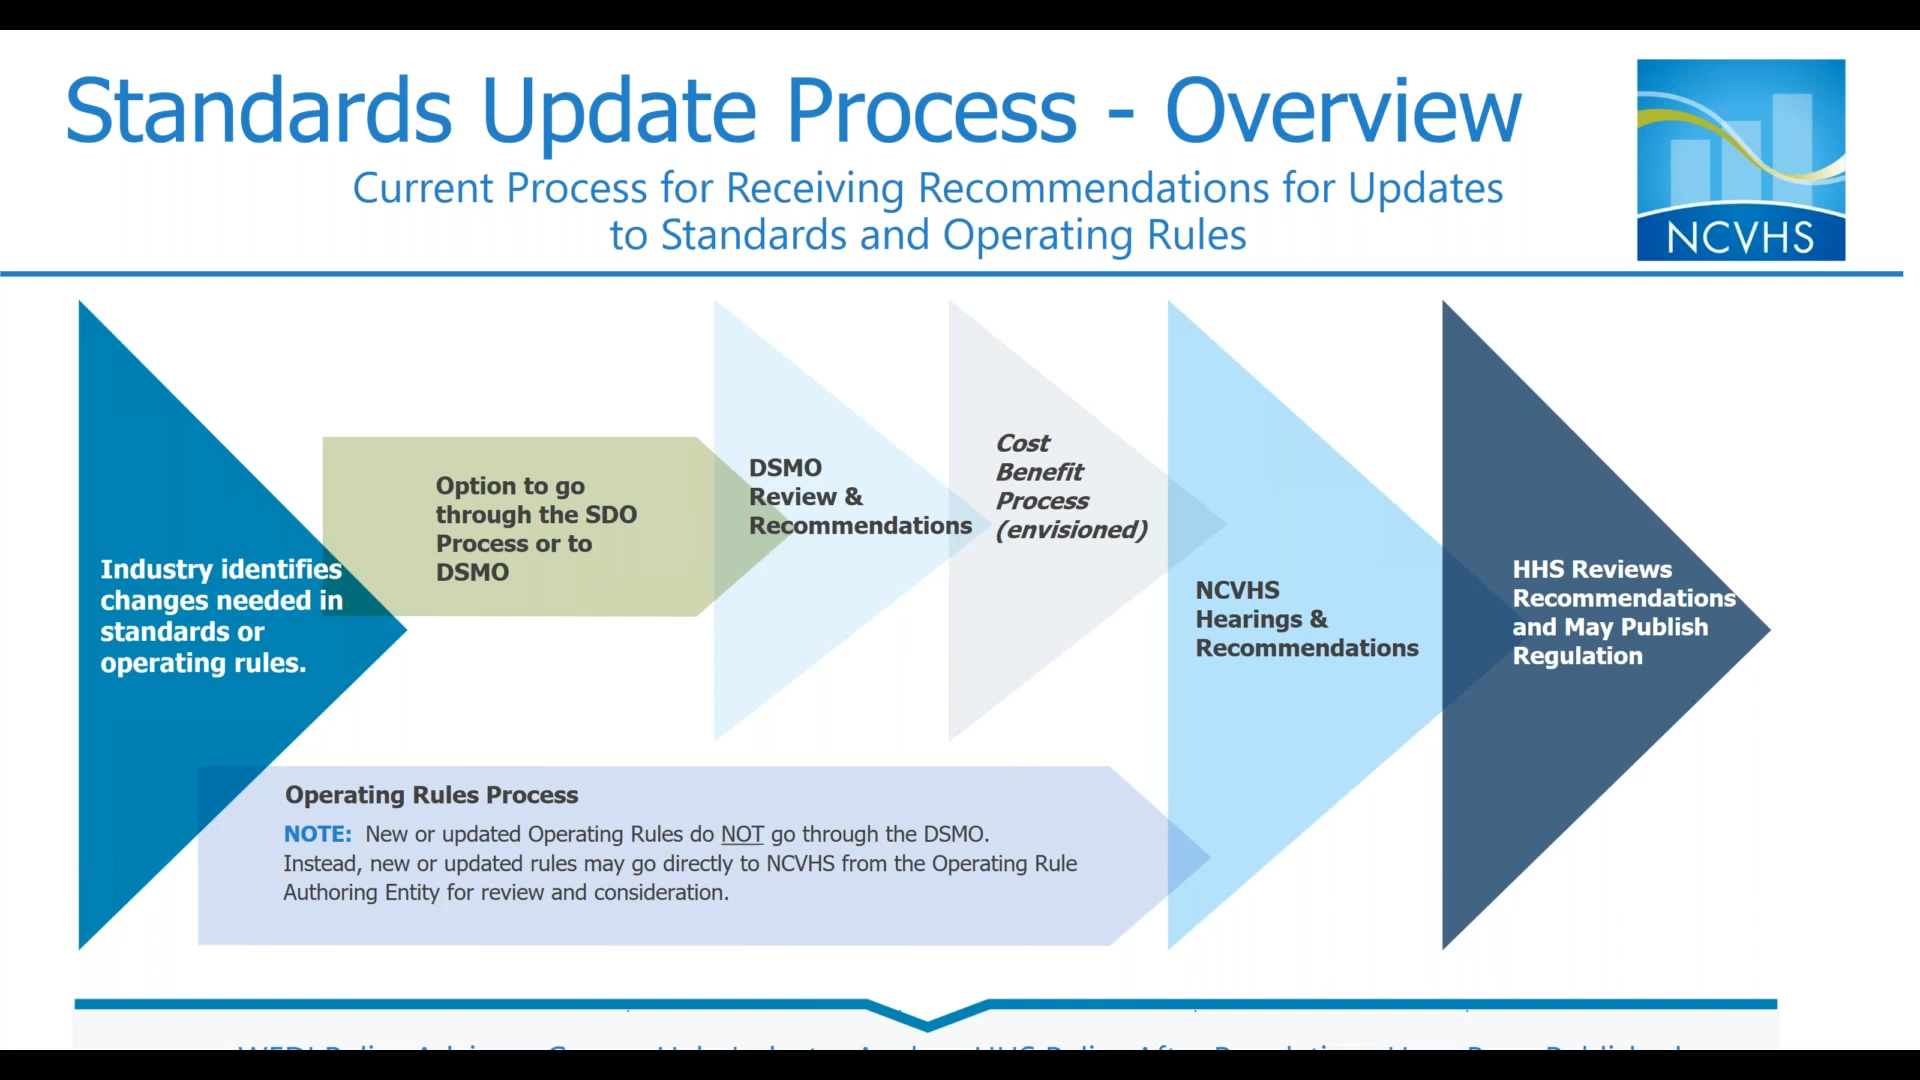 Standards Update Process - Overview
Current Process for Receiving Recommendations for Updates
to Standards and Operating Rules
NCVHS
Industry identifies
changes needed in
standards or
operating rules.
Option to go
through the SDO
Process or to
DSMO
DSMO
Review &
Recommendations
Cost
Benefit
Process
(envisioned)
NCVHS
Hearings &
Recommendations
HHS Reviews
Recommendations
and May Publish
Regulation
Operating Rules Process
NOTE: New or updated Operating Rules do NOT go through the DSMO.
Instead, new or updated rules may go directly to NCVHS from the Operating Rule
Authoring Entity for review and consideration.